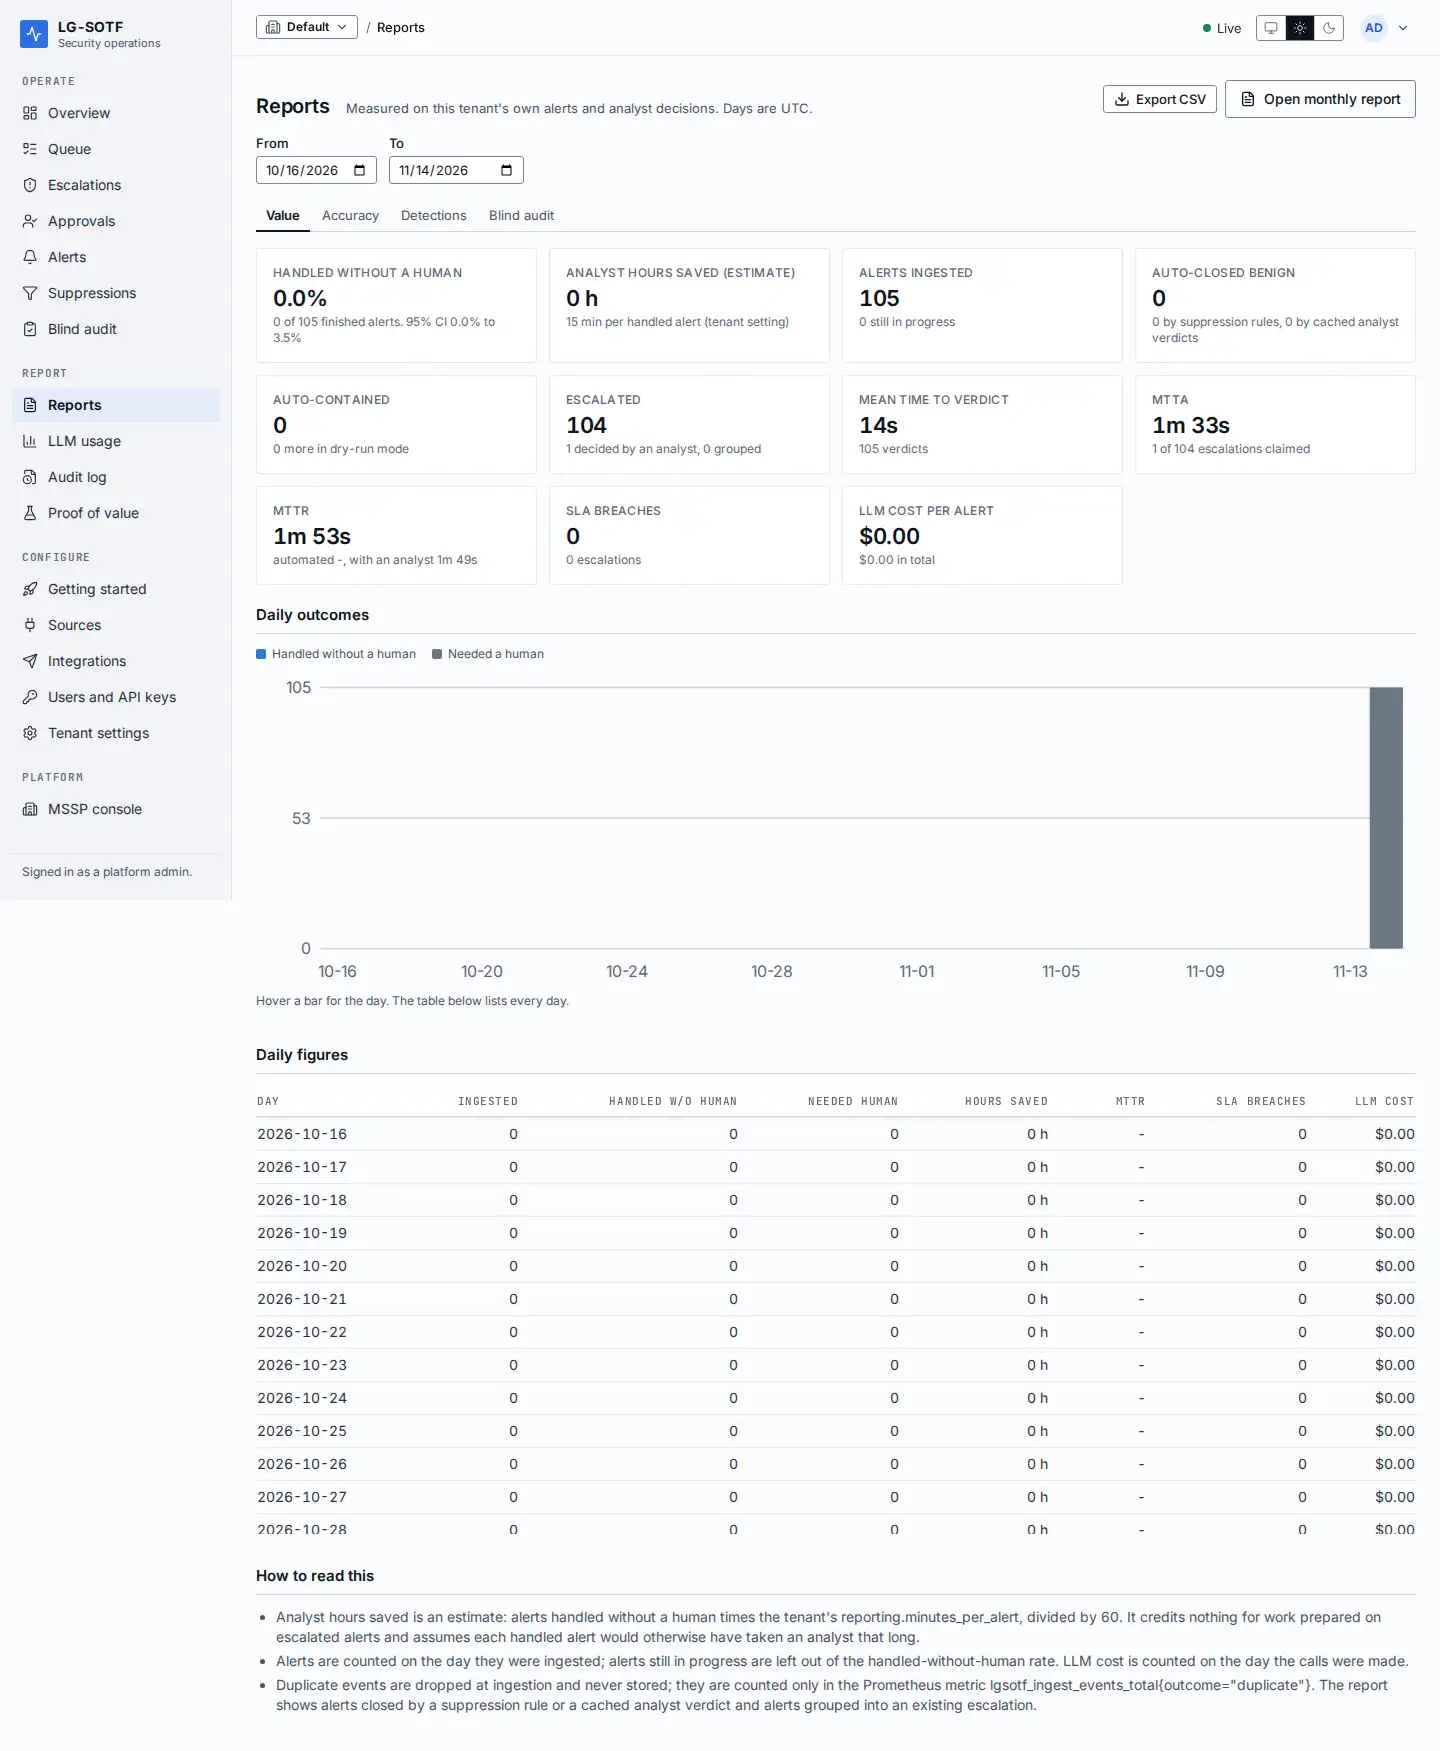 LG-SOTF
Security operations
OPERATE
Overview
Queue
Escalations
Approvals
Alerts
Suppressions
Blind audit
REPORT
Reports
LLM usage
Audit log
Proof of value
CONFIGURE
Getting started
Sources
Integrations
Users and API keys
Tenant settings
PLATFORM
MSSP console
Signed in as a platform admin.
Default / Reports
Live
AD
Reports Measured on this tenant's own alerts and analyst decisions. Days are UTC.
Export CSV
Open monthly report
From To
10/16/2026 11/14/2026
Value Accuracy Detections Blind audit
HANDLED WITHOUT A HUMAN
0.0%
0 of 105 finished alerts. 95% CI 0.0% to
3.5%
ANALYST HOURS SAVED (ESTIMATE)
0 h
15 min per handled alert (tenant setting)
ALERTS INGESTED
105
0 still in progress
AUTO-CLOSED BENIGN
0
0 by suppression rules, 0 by cached analyst
verdicts
AUTO-CONTAINED
0
0 more in dry-run mode
ESCALATED
104
1 decided by an analyst, 0 grouped
MEAN TIME TO VERDICT
14s
105 verdicts
MTTA
1m 33s
1 of 104 escalations claimed
MTTR
1m 53s
automated -, with an analyst 1m 49s
SLA BREACHES
0
0 escalations
LLM COST PER ALERT
$0.00
$0.00 in total
Daily outcomes
Handled without a human Needed a human
105
53
0
10-16 10-20 10-24 10-28 11-01 11-05 11-09 11-13
Hover a bar for the day. The table below lists every day.
Daily figures
DAY INGESTED HANDLED W/O HUMAN NEEDED HUMAN HOURS SAVED MTTR SLA BREACHES LLM COST
2026-10-16 0 0 0 0 h - 0 $0.00
2026-10-17 0 0 0 0 h - 0 $0.00
2026-10-18 0 0 0 0 h - 0 $0.00
2026-10-19 0 0 0 0 h - 0 $0.00
2026-10-20 0 0 0 0 h - 0 $0.00
2026-10-21 0 0 0 0 h - 0 $0.00
2026-10-22 0 0 0 0 h - 0 $0.00
2026-10-23 0 0 0 0 h - 0 $0.00
2026-10-24 0 0 0 0 h - 0 $0.00
2026-10-25 0 0 0 0 h - 0 $0.00
2026-10-26 0 0 0 0 h - 0 $0.00
2026-10-27 0 0 0 0 h - 0 $0.00
2026-10-28 0 0 0 0 h - 0 $0.00
How to read this
• Analyst hours saved is an estimate: alerts handled without a human times the tenant's reporting.minutes_per_alert, divided by 60. It credits nothing for work prepared on
escalated alerts and assumes each handled alert would otherwise have taken an analyst that long.
• Alerts are counted on the day they were ingested; alerts still in progress are left out of the handled-without-human rate. LLM cost is counted on the day the calls were made.
• Duplicate events are dropped at ingestion and never stored; they are counted only in the Prometheus metric lgsotf_ingest_events_total{outcome="duplicate"}. The report
shows alerts closed by a suppression rule or a cached analyst verdict and alerts grouped into an existing escalation.